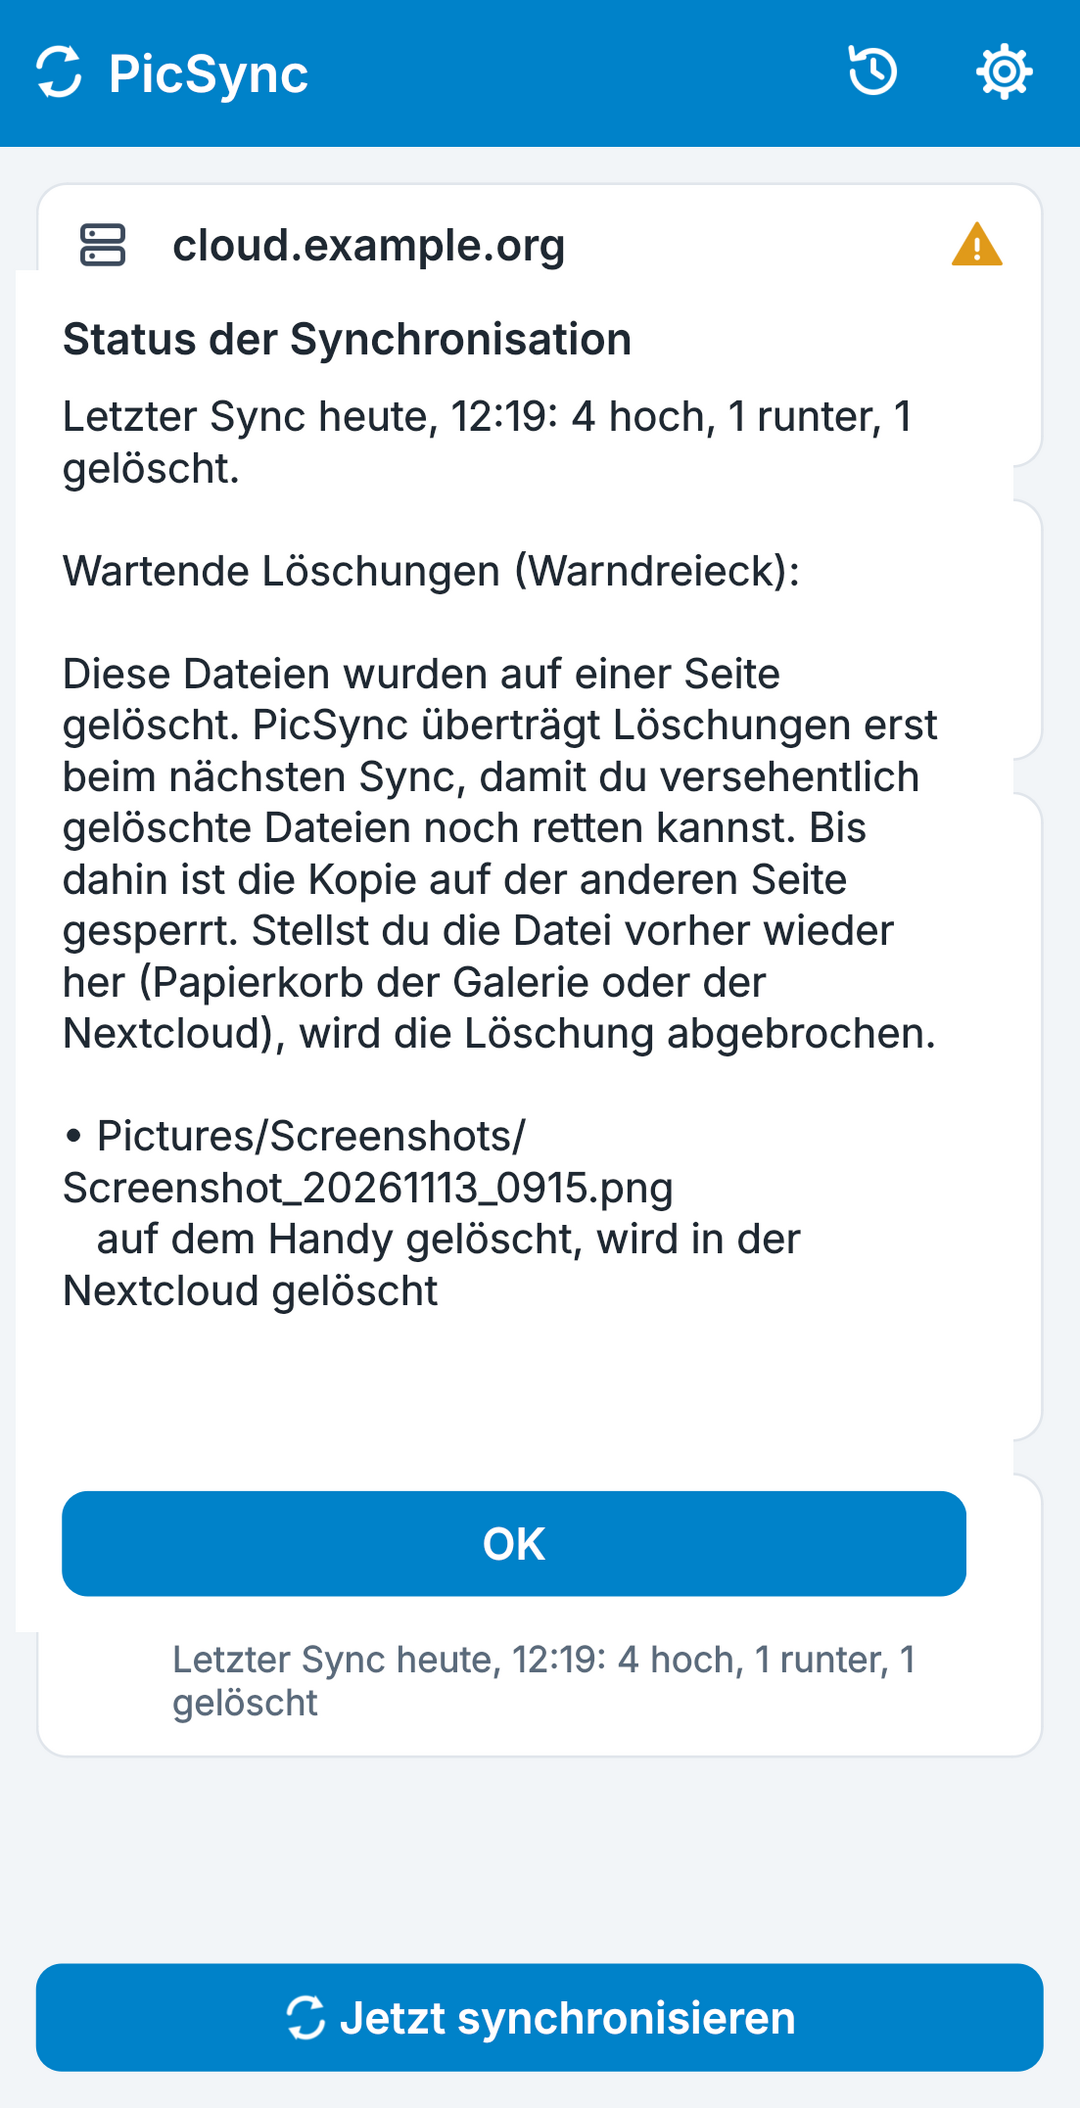 PicSync
cloud.example.org
Status der Synchronisation
Letzter Sync heute, 12:19: 4 hoch, 1 runter, 1
gelöscht.
Wartende Löschungen (Warndreieck):
Diese Dateien wurden auf einer Seite
gelöscht. PicSync überträgt Löschungen erst
beim nächsten Sync, damit du versehentlich
gelöschte Dateien noch retten kannst. Bis
dahin ist die Kopie auf der anderen Seite
gesperrt. Stellst du die Datei vorher wieder
her (Papierkorb der Galerie oder der
Nextcloud), wird die Löschung abgebrochen.
• Pictures/Screenshots/
Screenshot_20261113_0915.png
auf dem Handy gelöscht, wird in der
Nextcloud gelöscht
OK
Letzter Sync heute, 12:19: 4 hoch, 1 runter, 1
gelöscht
Jetzt synchronisieren